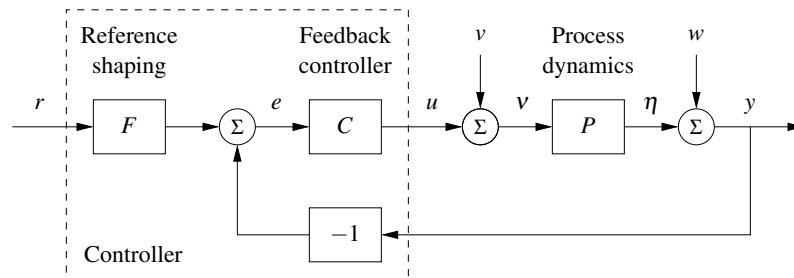 Reference
shaping
Feedback
controller
v
Process
dynamics
w
r
F
Σ
e
C
u
Σ
ν
P
η
Σ
y
−1
Controller